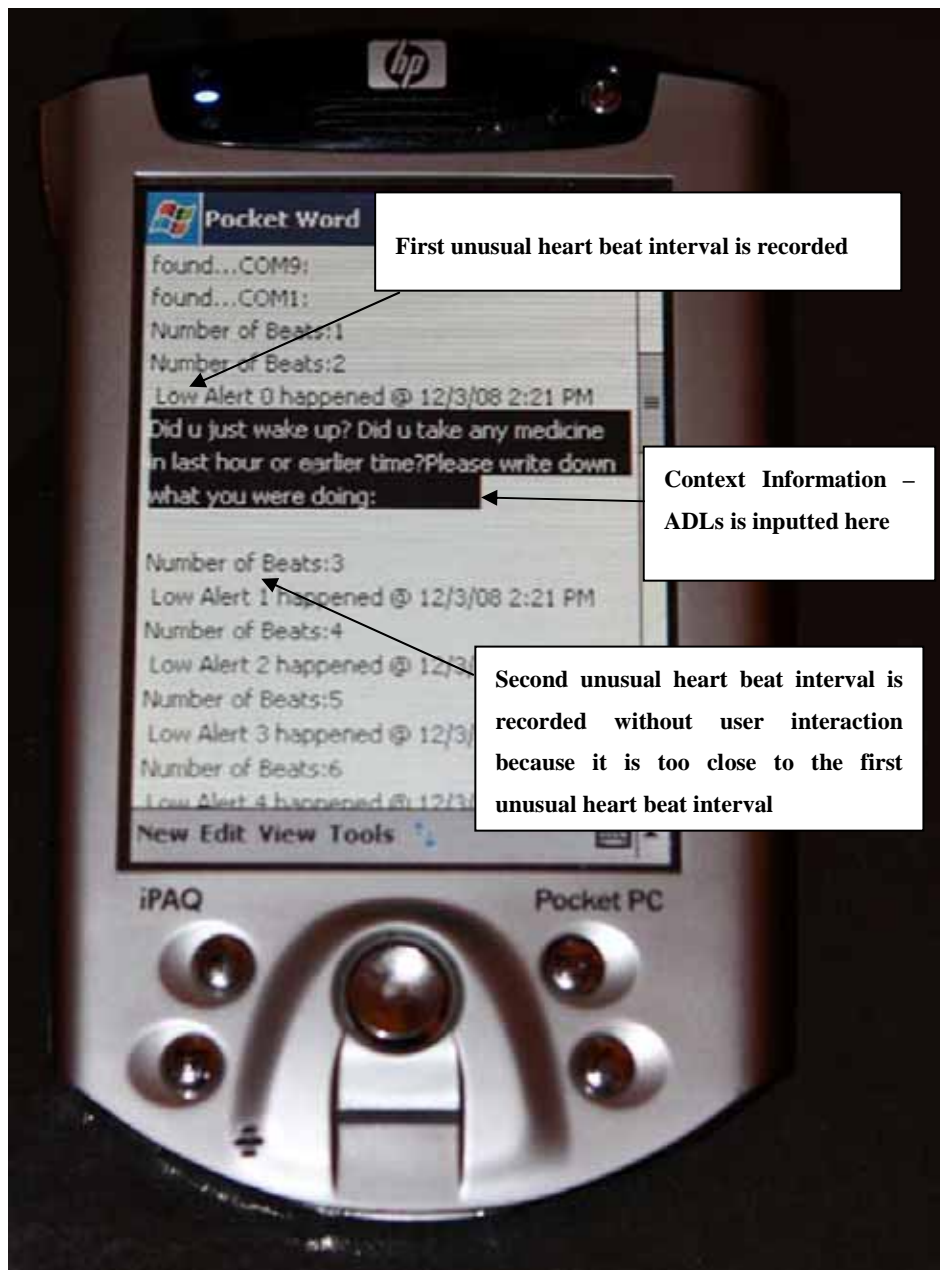 hp
Pocket Word
First unusual heart beat interval is recorded
found...COM9:
found...COM1:
Number of Beats:1
Number of Beats:2
Low Alert 0 happened @ 12/3/08 2:21 PM
Did u just wake up? Did u take any medicine
in last hour or earlier time?Please write down
what you were doing:
Context Information –
ADLs is inputted here
Number of Beats:3
Low Alert 1 happened @ 12/3/08 2:21 PM
Number of Beats:4
Low Alert 2 happened @ 12/3/
Number of Beats:5
Low Alert 3 happened @ 12/3/
Number of Beats:6
Low Alert 4 happened @ 12/3/
Second unusual heart beat interval is
recorded without user interaction
because it is too close to the first
unusual heart beat interval
New Edit View Tools
iPAQ
Pocket PC